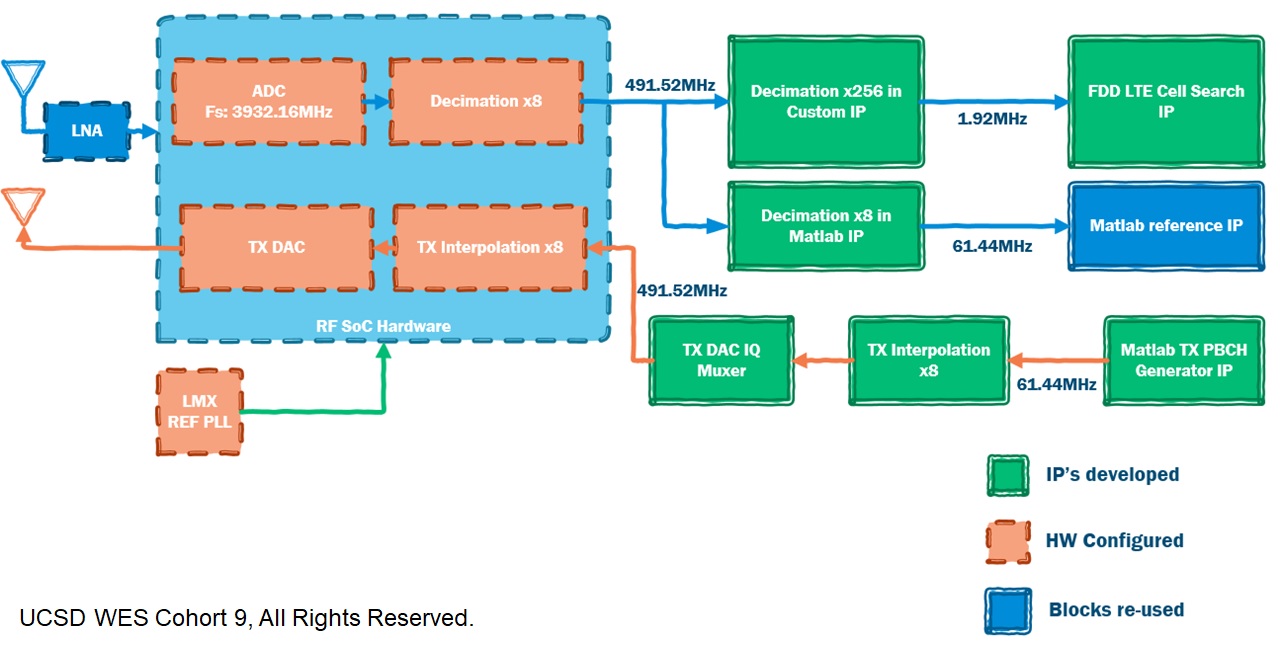 ADC
Fs: 3932.16MHz
Decimation x8
491.52MHz
Decimation x256 in
Custom IP
1.92MHz
FDD LTE Cell Search
IP
LNA
Decimation x8 in
Matlab IP
61.44MHz
Matlab reference IP
TX DAC
TX Interpolation x8
491.52MHz
RF SoC Hardware
TX DAC IQ
Muxer
TX Interpolation
x8
61.44MHz
Matlab TX PBCH
Generator IP
LMX
REF PLL
IP's developed
HW Configured
Blocks re-used
UCSD WES Cohort 9, All Rights Reserved.